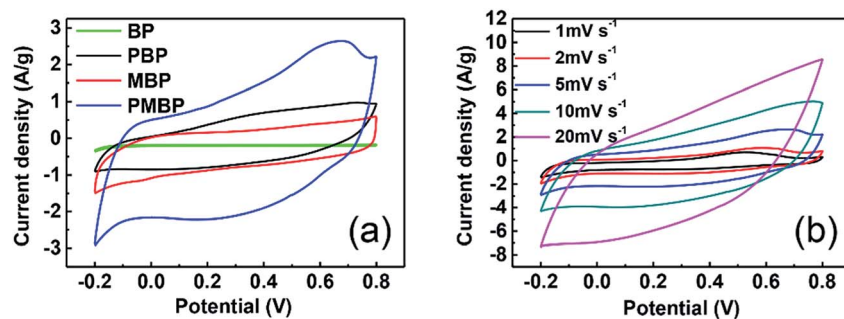 3
2
1
0
-1
-2
-3
Current density (A/g)
BP
PBP
MBP
PMBP
(a)
-0.2 0.0 0.2 0.4 0.6 0.8
Potential (V)
12
10
8
6
4
2
0
-2
-4
-6
-8
Current density (A/g)
1mV s⁻¹
2mV s⁻¹
5mV s⁻¹
10mV s⁻¹
20mV s⁻¹
(b)
-0.2 0.0 0.2 0.4 0.6 0.8
Potential (V)